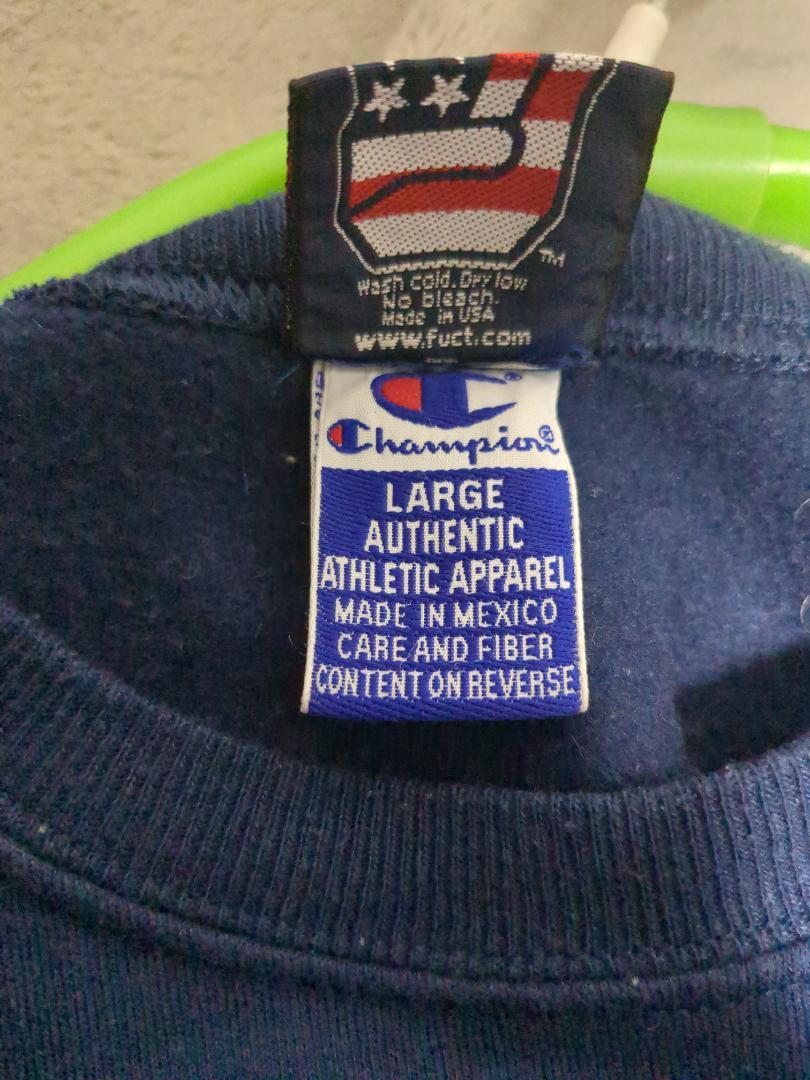 TM
Wash cold. Dry low
No bleach.
Made in USA
www.fuct.com
Champion®
LARGE
AUTHENTIC
ATHLETIC APPAREL
MADE IN MEXICO
CARE AND FIBER
CONTENT ON REVERSE